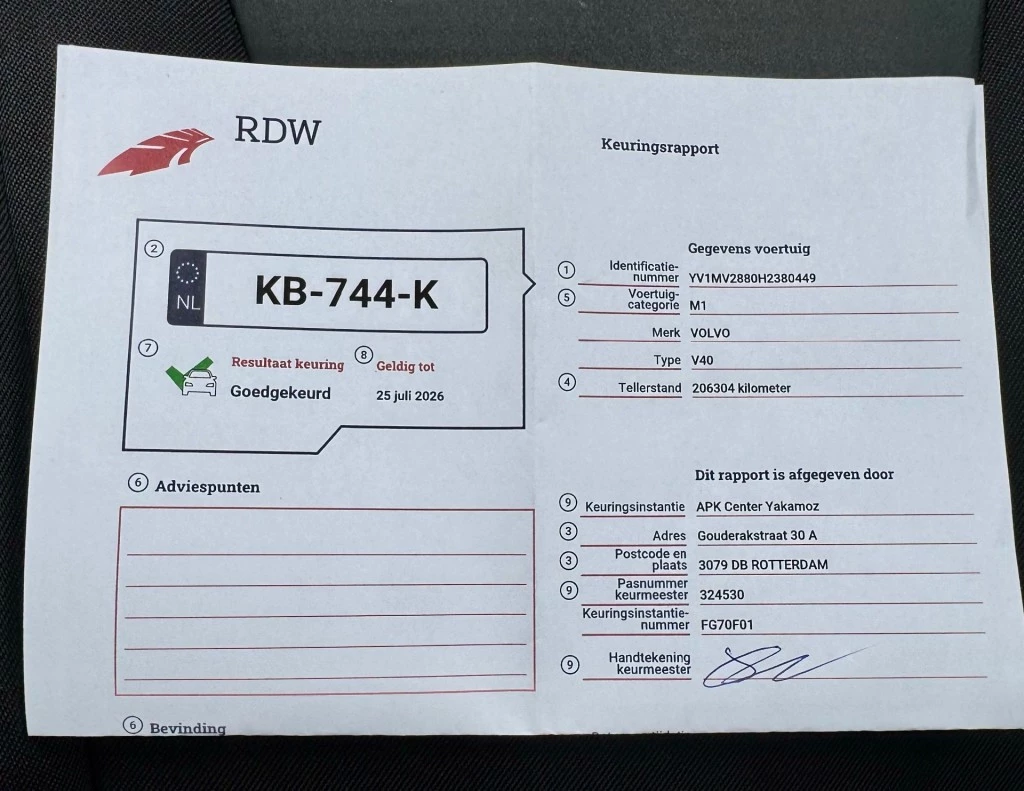 RDW
Keuringsrapport
2
NL
KB-744-K
7
Resultaat keuring
Goedgekeurd
8
Geldig tot
25 juli 2026
6 Adviespunten
6 Bevinding
Gegevens voertuig
1 Identificatie-
nummer YV1MV2880H2380449
5 Voertuig-
categorie M1
Merk VOLVO
Type V40
4 Tellerstand 206304 kilometer
Dit rapport is afgegeven door
9 Keuringsinstantie APK Center Yakamoz
3 Adres Gouderakstraat 30 A
3 Postcode en
plaats 3079 DB ROTTERDAM
9 Pasnummer
keurmeester 324530
Keuringsinstantie-
nummer FG70F01
9 Handtekening
keurmeester